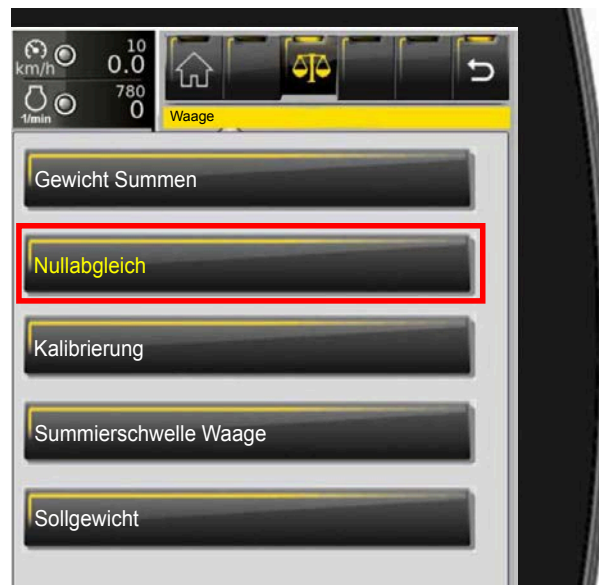 km/h 10
0.0
1/min 780
0
Waage
Gewicht Summen
Nullabgleich
Kalibrierung
Summierschwelle Waage
Sollgewicht